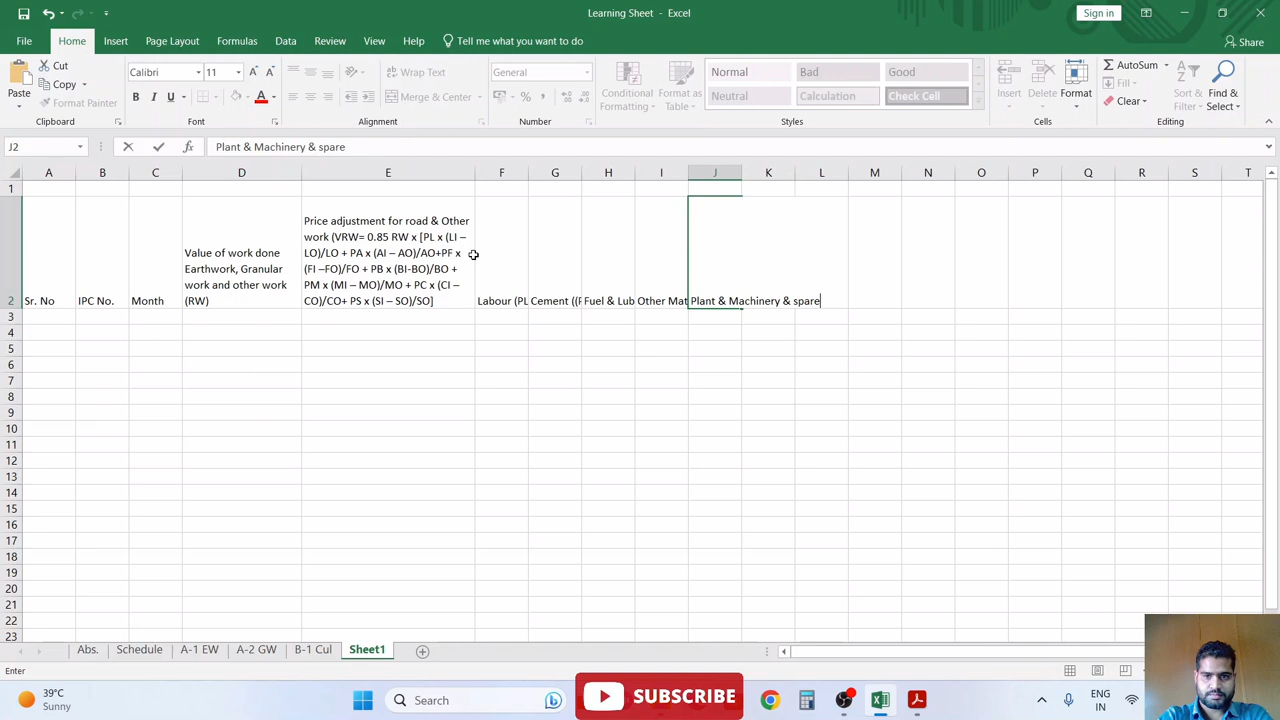 Learning Sheet - Excel
Sign in
File Home Insert Page Layout Formulas Data Review View Help Tell me what you want to do Share
Paste Cut Copy Format Painter Clipboard
Calibri 11 B I U A Font
Wrap Text Merge & Center Alignment
General % Number
Conditional Formatting Format as Table
Normal Bad Good
Neutral Calculation Check Cell
Styles
Insert Delete Format Cells
AutoSum Fill Clear Sort & Filter Find & Select Editing
J2 fx Plant & Machinery & spare
A B C D E F G H I J K L M N O P Q R S T
1
2
Sr. No
IPC No.
Month
Value of work done
Earthwork, Granular
work and other work
(RW)
Price adjustment for road & Other
work (VRW= 0.85 RW x [PL x (LI –
LO)/LO + PA x (AI – AO)/AO+PF x
(FI –FO)/FO + PB x (BI-BO)/BO +
PM x (MI – MO)/MO + PC x (CI –
CO)/CO+ PS x (SI – SO)/SO]
Labour (PL
Cement ((P
Fuel & Lub
Other Mat
Plant & Machinery & spare
3
4
5
6
7
8
9
10
11
12
13
14
15
16
17
18
19
20
21
22
23
Abs. Schedule A-1 EW A-2 GW B-1 Cul Sheet1
Enter
39°C
Sunny
Search
SUBSCRIBE
ENG
IN